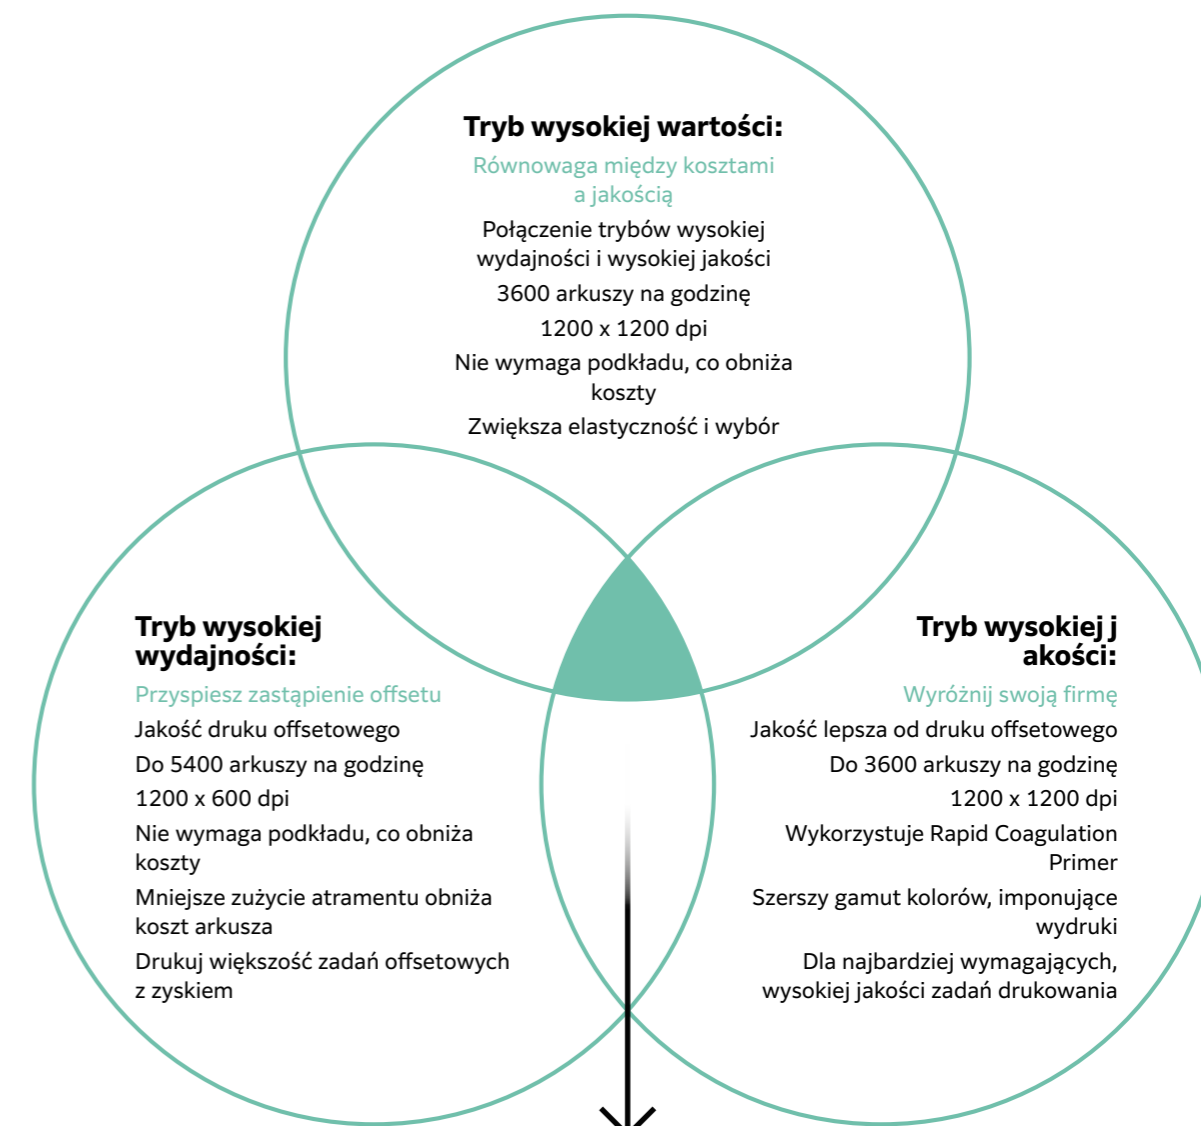 Tryb wysokiej wartości:
Równowaga między kosztami
a jakością
Połączenie trybów wysokiej
wydajności i wysokiej jakości
3600 arkuszy na godzinę
1200 x 1200 dpi
Nie wymaga podkładu, co obniża
koszty
Zwiększa elastyczność i wybór
Tryb wysokiej
wydajności:
Przyspiesz zastąpienie offsetu
Jakość druku offsetowego
Do 5400 arkuszy na godzinę
1200 x 600 dpi
Nie wymaga podkładu, co obniża
koszty
Mniejsze zużycie atramentu obniża
koszt arkusza
Drukuj większość zadań offsetowych
z zyskiem
Tryb wysokiej j
akości:
Wyróżnij swoją firmę
Jakość lepsza od druku offsetowego
Do 3600 arkuszy na godzinę
1200 x 1200 dpi
Wykorzystuje Rapid Coagulation
Primer
Szerszy gamut kolorów, imponujące
wydruki
Dla najbardziej wymagających,
wysokiej jakości zadań drukowania